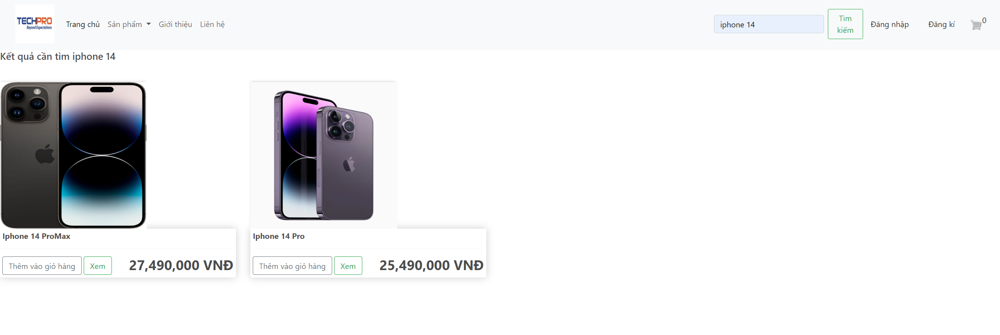 TECHPRO
Beyond Expectations
Trang chủ Sản phẩm Giới thiệu Liên hệ
iphone 14
Tìm
kiếm
Đăng nhập
Đăng kí
0
Kết quả cần tìm iphone 14
Iphone 14 ProMax
Thêm vào giỏ hàng Xem 27,490,000 VNĐ
Iphone 14 Pro
Thêm vào giỏ hàng Xem 25,490,000 VNĐ